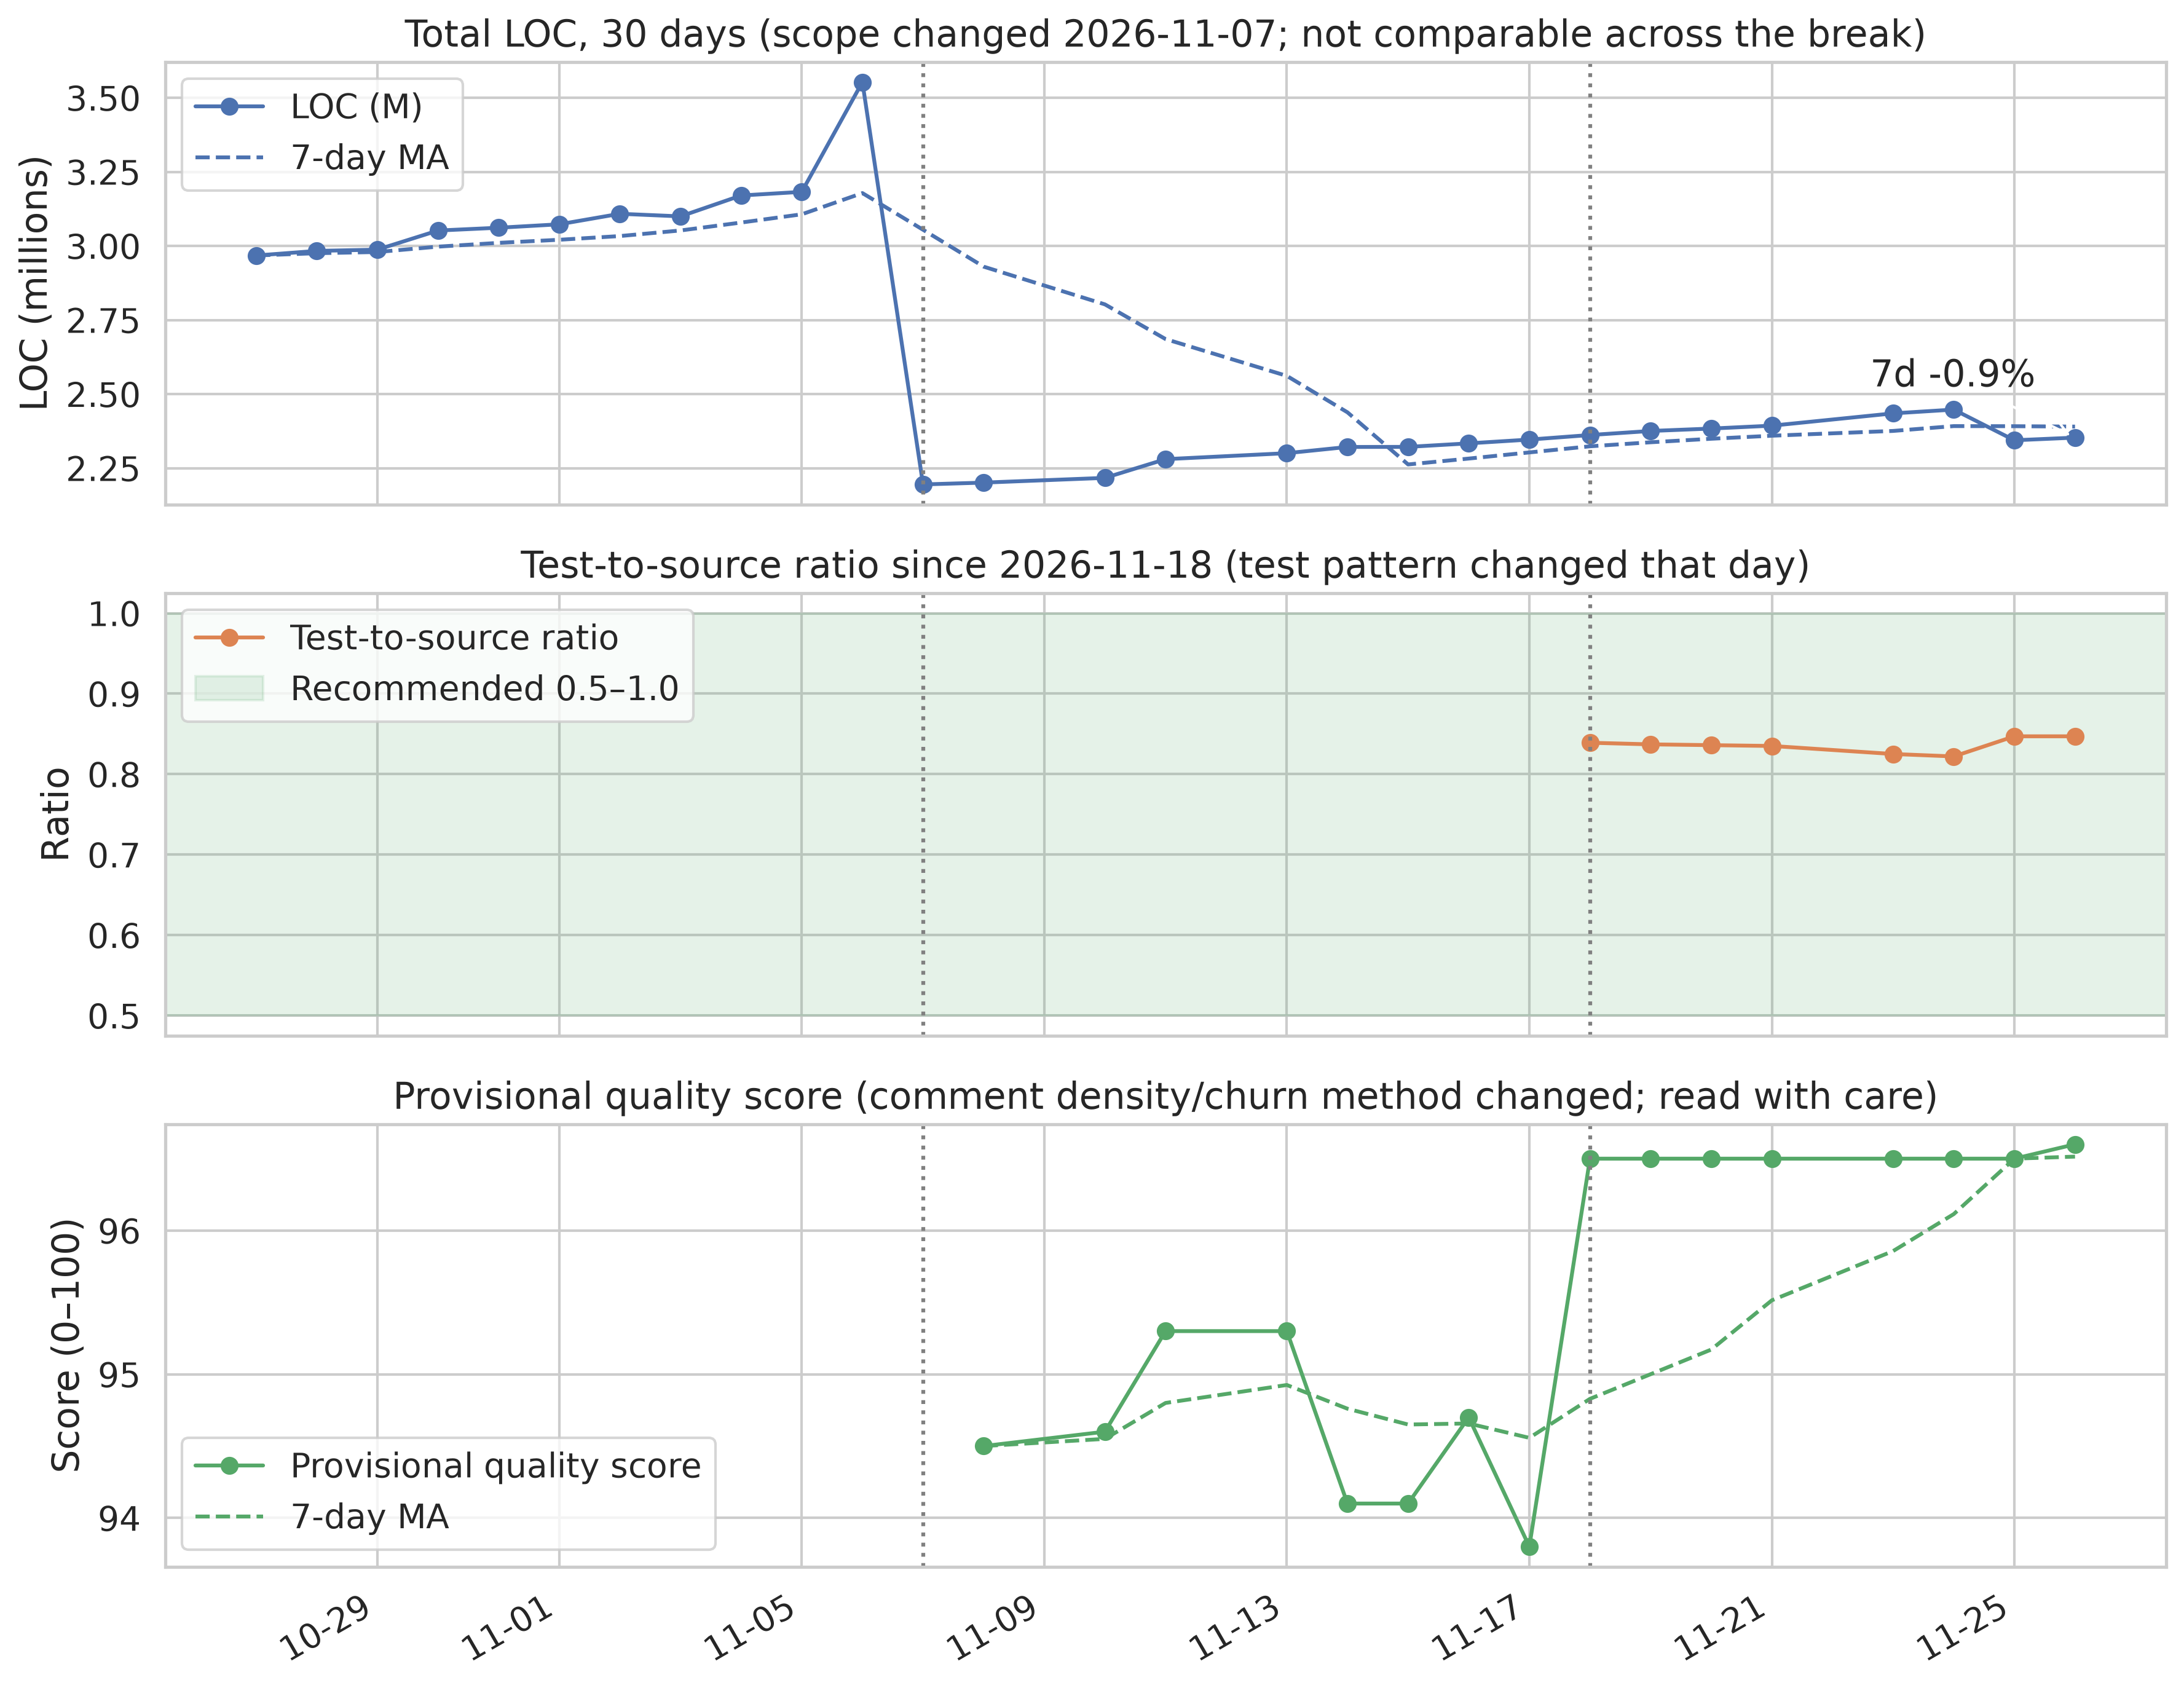 Total LOC, 30 days (scope changed 2026-11-07; not comparable across the break)
LOC (millions)
3.50
3.25
3.00
2.75
2.50
2.25
LOC (M)
7-day MA
7d -0.9%
Test-to-source ratio since 2026-11-18 (test pattern changed that day)
Ratio
1.0
0.9
0.8
0.7
0.6
0.5
Test-to-source ratio
Recommended 0.5–1.0
Provisional quality score (comment density/churn method changed; read with care)
Score (0–100)
96
95
94
Provisional quality score
7-day MA
10-29
11-01
11-05
11-09
11-13
11-17
11-21
11-25